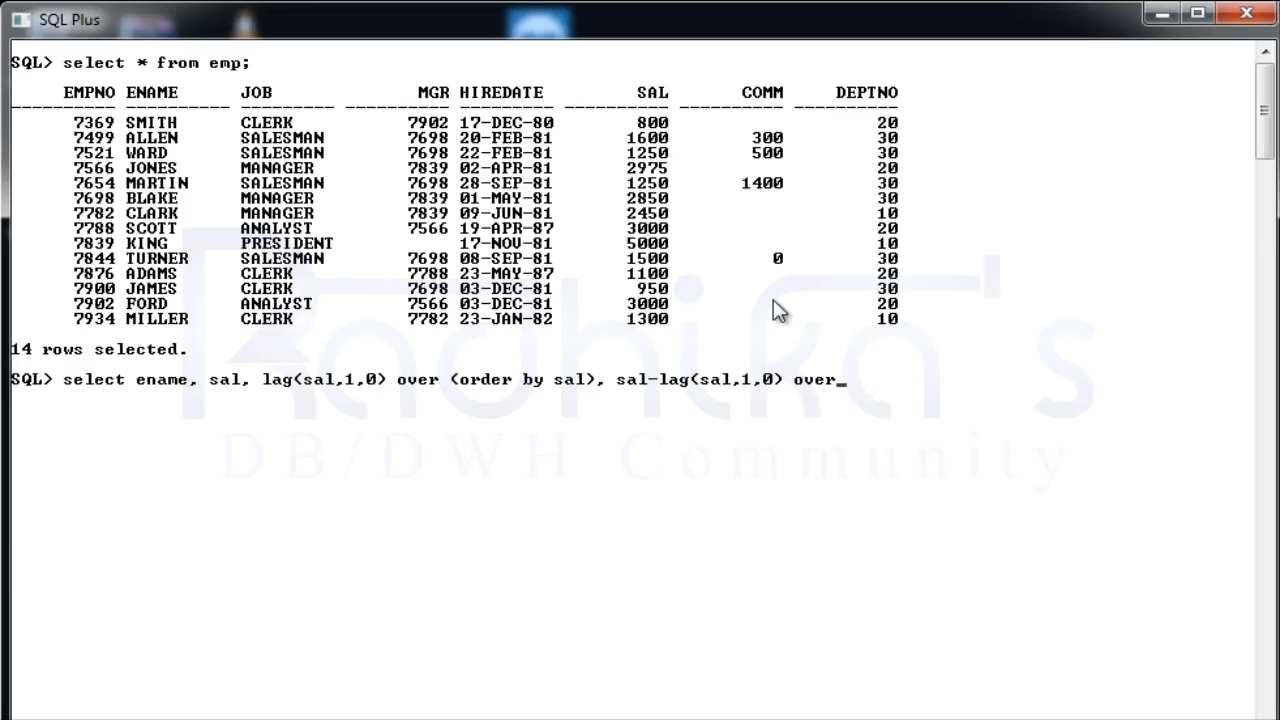 SQL Plus
SQL> select * from emp;
EMPNO ENAME JOB MGR HIREDATE SAL COMM DEPTNO
---------- ---------- --------- ---------- --------- ---------- ---------- ----------
7369 SMITH CLERK 7902 17-DEC-80 800 20
7499 ALLEN SALESMAN 7698 20-FEB-81 1600 300 30
7521 WARD SALESMAN 7698 22-FEB-81 1250 500 30
7566 JONES MANAGER 7839 02-APR-81 2975 20
7654 MARTIN SALESMAN 7698 28-SEP-81 1250 1400 30
7698 BLAKE MANAGER 7839 01-MAY-81 2850 30
7782 CLARK MANAGER 7839 09-JUN-81 2450 10
7788 SCOTT ANALYST 7566 19-APR-87 3000 20
7839 KING PRESIDENT 17-NOV-81 5000 10
7844 TURNER SALESMAN 7698 08-SEP-81 1500 0 30
7876 ADAMS CLERK 7788 23-MAY-87 1100 20
7900 JAMES CLERK 7698 03-DEC-81 950 30
7902 FORD ANALYST 7566 03-DEC-81 3000 20
7934 MILLER CLERK 7782 23-JAN-82 1300 10
14 rows selected.
SQL> select ename, sal, lag(sal,1,0) over (order by sal), sal-lag(sal,1,0) over_
Radhika's
DB/DWH Community